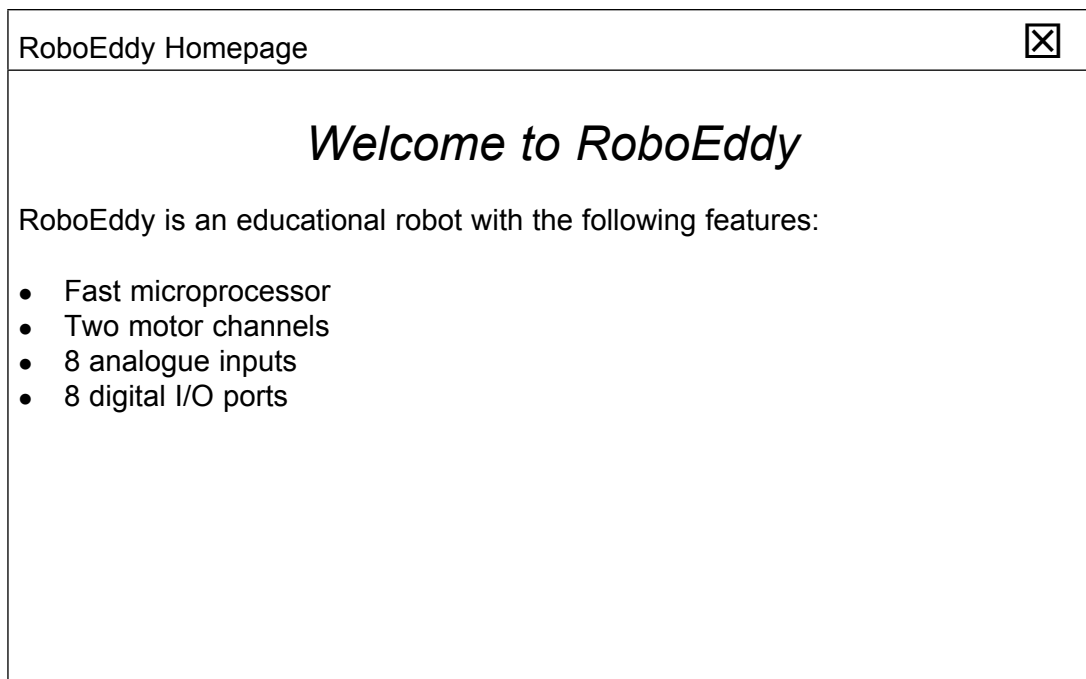 RoboEddy Homepage
Welcome to RoboEddy
RoboEddy is an educational robot with the following features:
● Fast microprocessor
● Two motor channels
● 8 analogue inputs
● 8 digital I/O ports